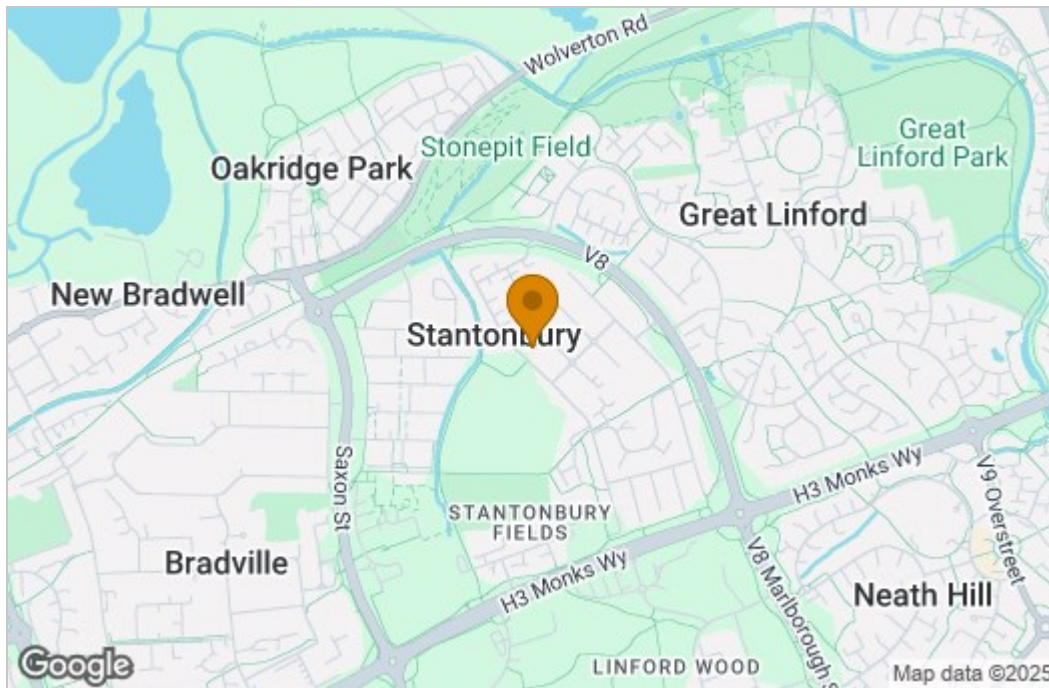 Wolverton Rd
Stonepit Field
Oakridge Park
Great
Linford Park
Great Linford
V8
New Bradwell
Stantonbury
Saxon St
H3 Monks Wy
V9 Overstreet
STANTONBURY
FIELDS
Bradville
H3 Monks Wy
V8 Marlborough S
Neath Hill
LINFORD WOOD
Google
Map data ©2025